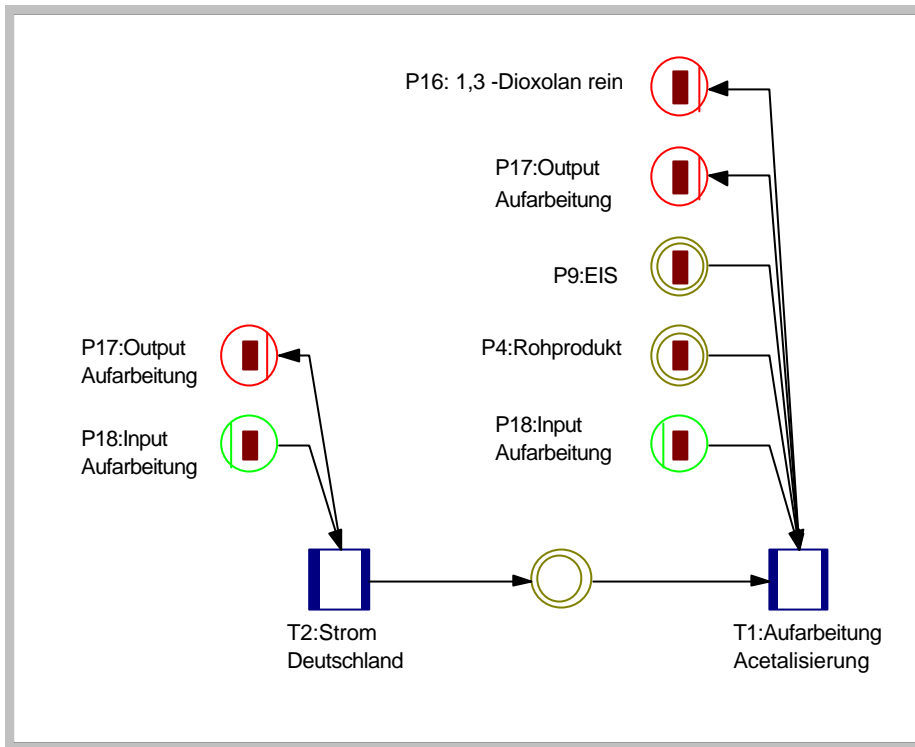 P16: 1,3 -Dioxolan rein
P17:Output
Aufarbeitung
P9:EIS
P4:Rohprodukt
P18:Input
Aufarbeitung
P17:Output
Aufarbeitung
P18:Input
Aufarbeitung
T2:Strom
Deutschland
T1:Aufarbeitung
Acetalisierung